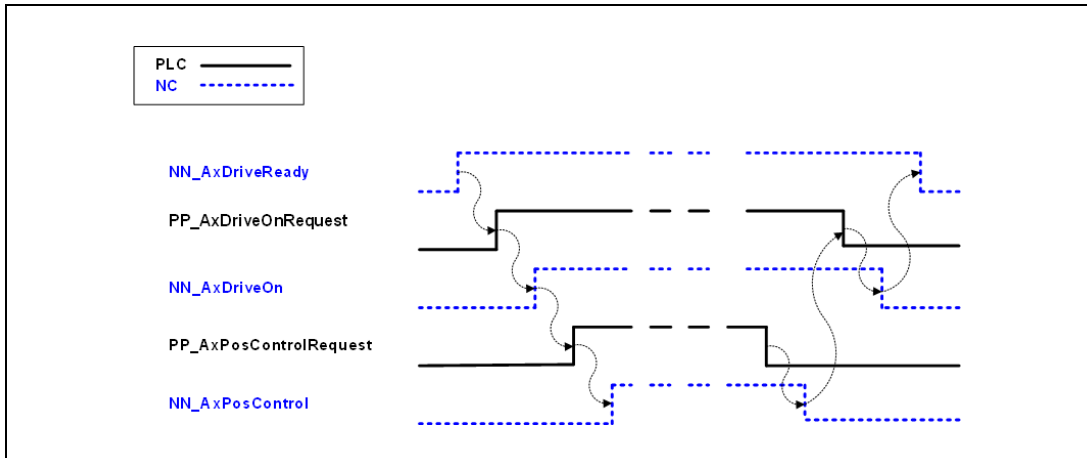 PLC
NC
NN_AxDriveReady
PP_AxDriveOnRequest
NN_AxDriveOn
PP_AxPosControlRequest
NN_AxPosControl